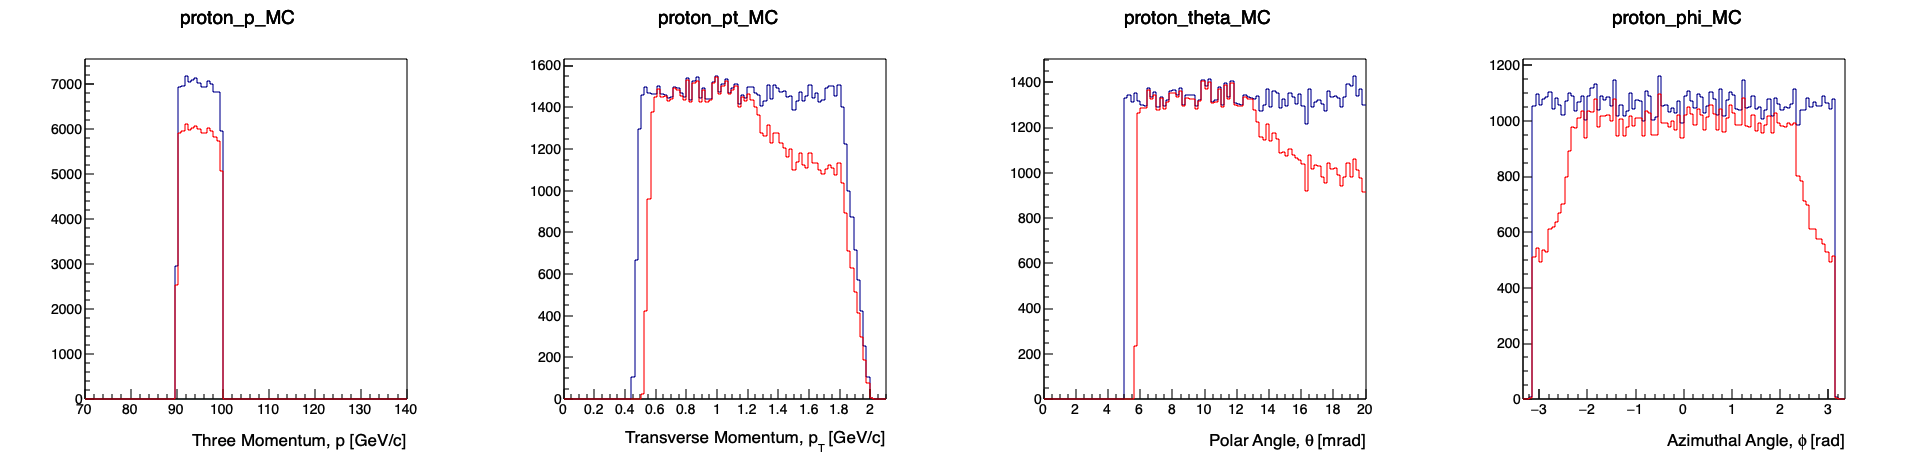 proton_p_MC
7000
6000
5000
4000
3000
2000
1000
0
70 80 90 100 110 120 130 140
Three Momentum, p [GeV/c]
proton_pt_MC
1600
1400
1200
1000
800
600
400
200
0
0 0.2 0.4 0.6 0.8 1 1.2 1.4 1.6 1.8 2
Transverse Momentum, p_T [GeV/c]
proton_theta_MC
1400
1200
1000
800
600
400
200
0
0 2 4 6 8 10 12 14 16 18 20
Polar Angle, θ [mrad]
proton_phi_MC
1200
1000
800
600
400
200
0
−3 −2 −1 0 1 2 3
Azimuthal Angle, ϕ [rad]